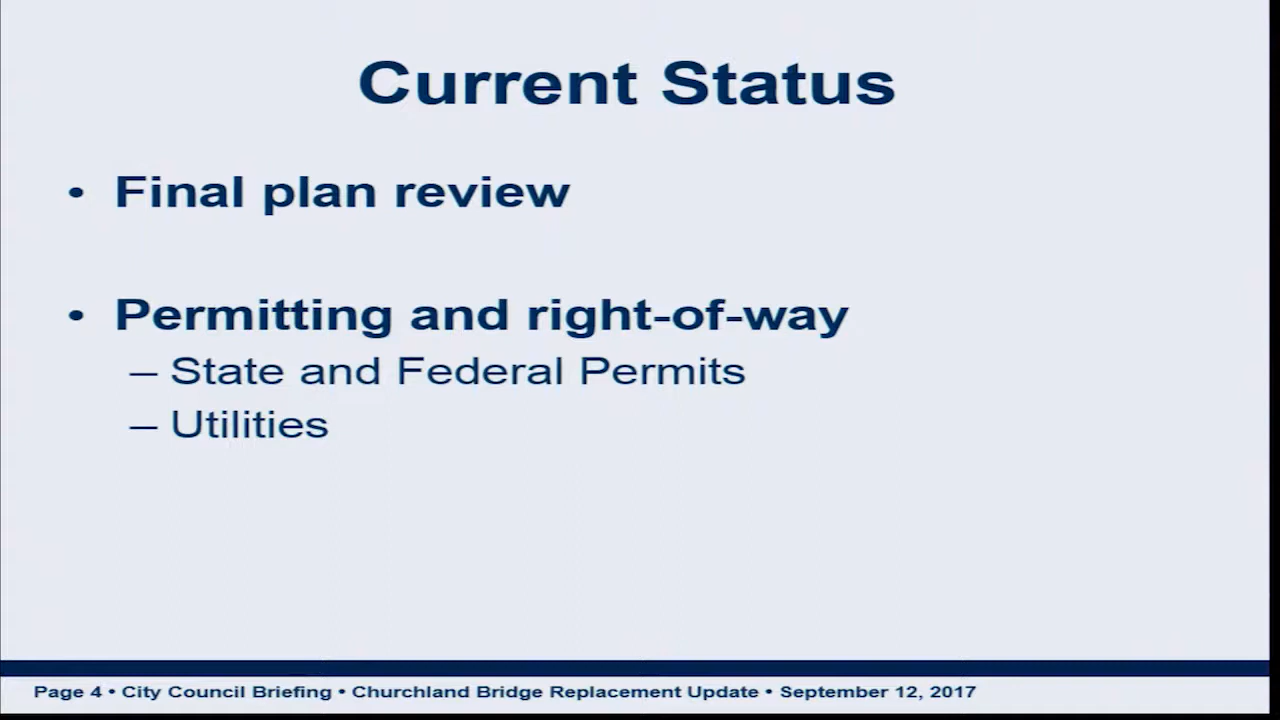 Current Status
• Final plan review
• Permitting and right-of-way
– State and Federal Permits
– Utilities
Page 4 • City Council Briefing • Churchland Bridge Replacement Update • September 12, 2017